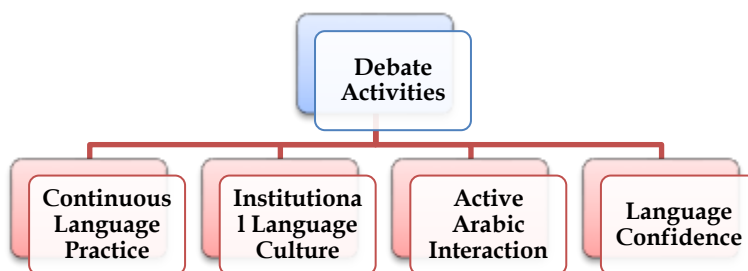 Debate
Activities
Continuous
Language
Practice
Institutiona
l Language
Culture
Active
Arabic
Interaction
Language
Confidence